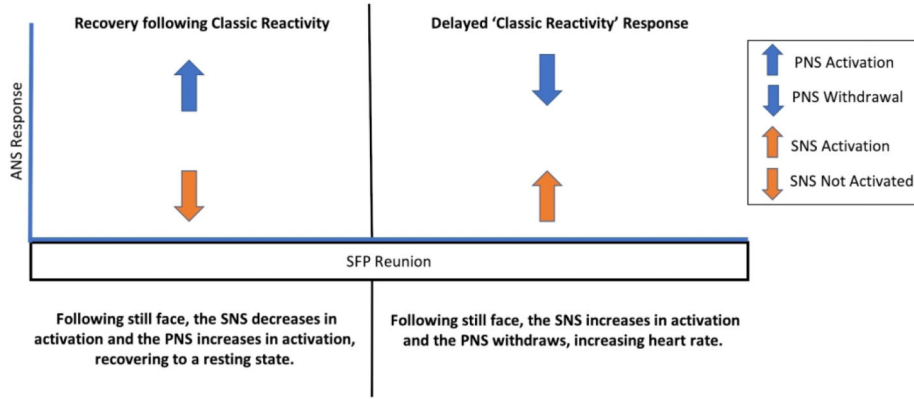 Recovery following Classic Reactivity
Delayed ‘Classic Reactivity’ Response
ANS Response
PNS Activation
PNS Withdrawal
SNS Activation
SNS Not Activated
SFP Reunion
Following still face, the SNS decreases in
activation and the PNS increases in activation,
recovering to a resting state.
Following still face, the SNS increases in activation
and the PNS withdraws, increasing heart rate.